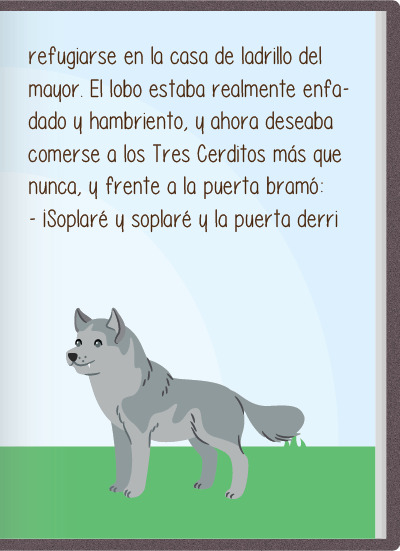 refugiarse en la casa de ladrillo del
mayor. El lobo estaba realmente enfa-
dado y hambriento, y ahora deseaba
comerse a los Tres Cerditos más que
nunca, y frente a la puerta bramó:
- ¡Soplaré y soplaré y la puerta derri